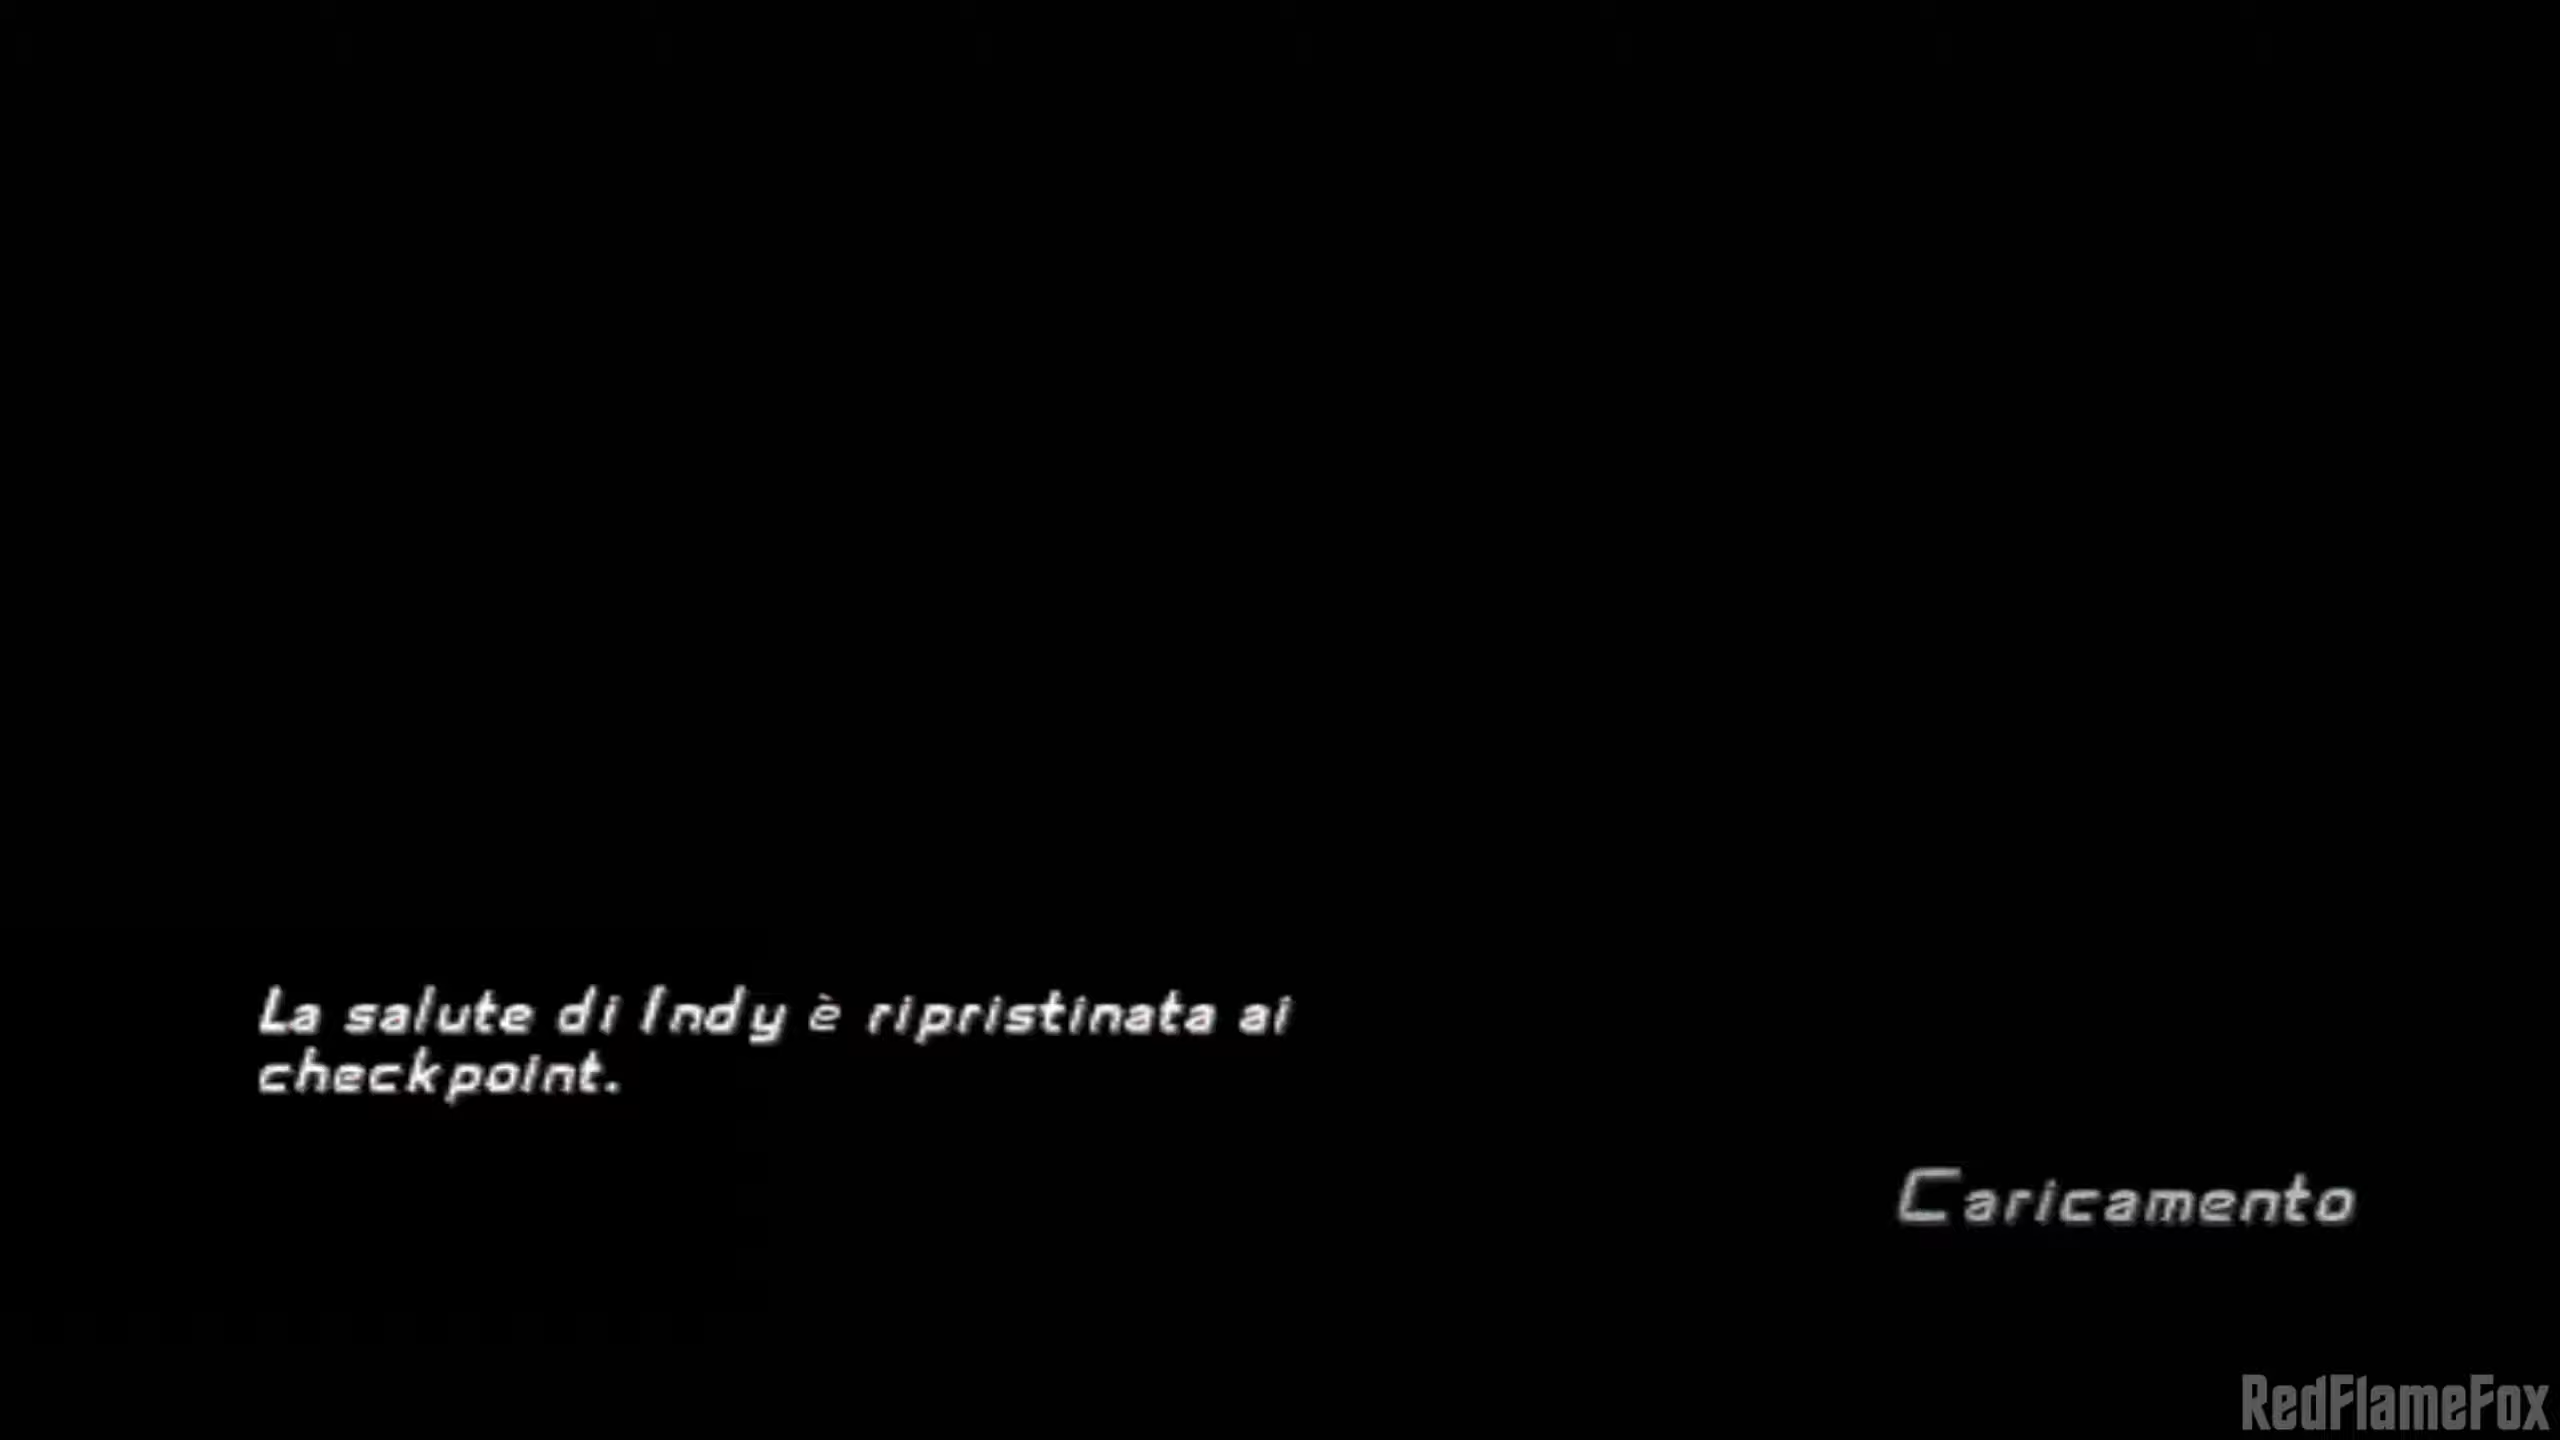 La salute di Indy è ripristinata ai
checkpoint.
Caricamento
RedFlameFox